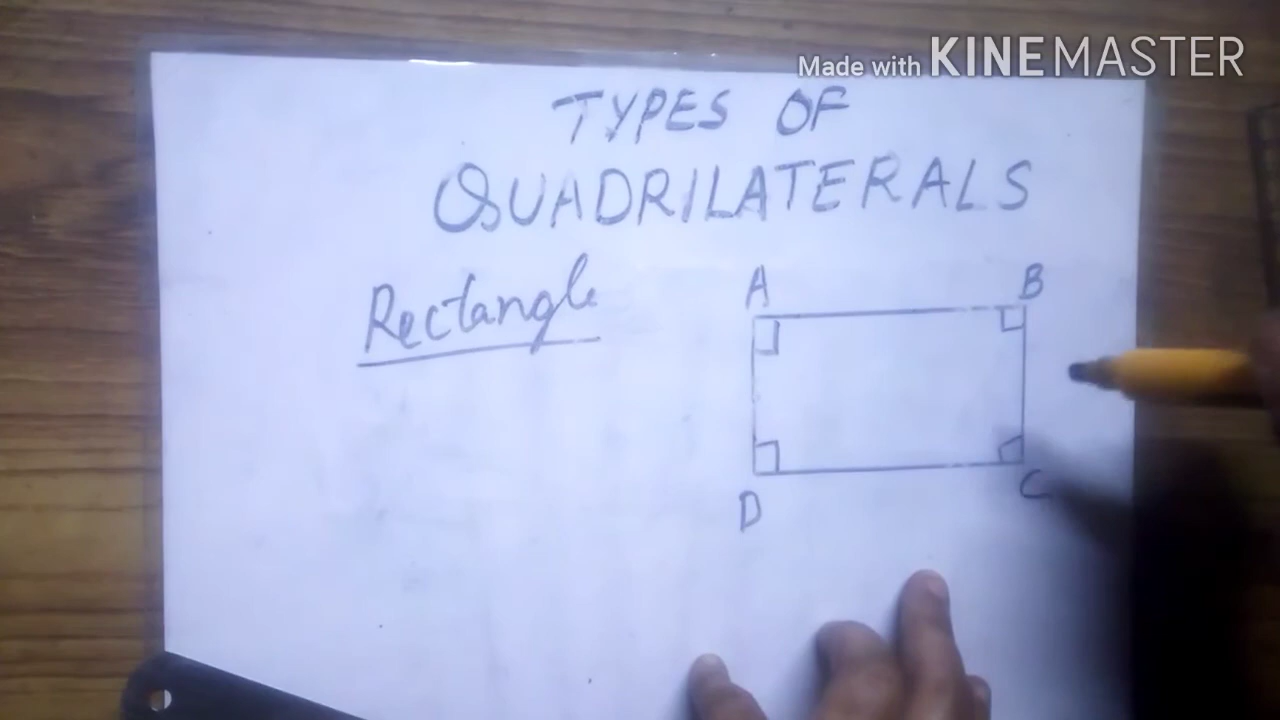 Made with KINEMASTER
TYPES OF
QUADRILATERALS
Rectangle
A
B
D
C